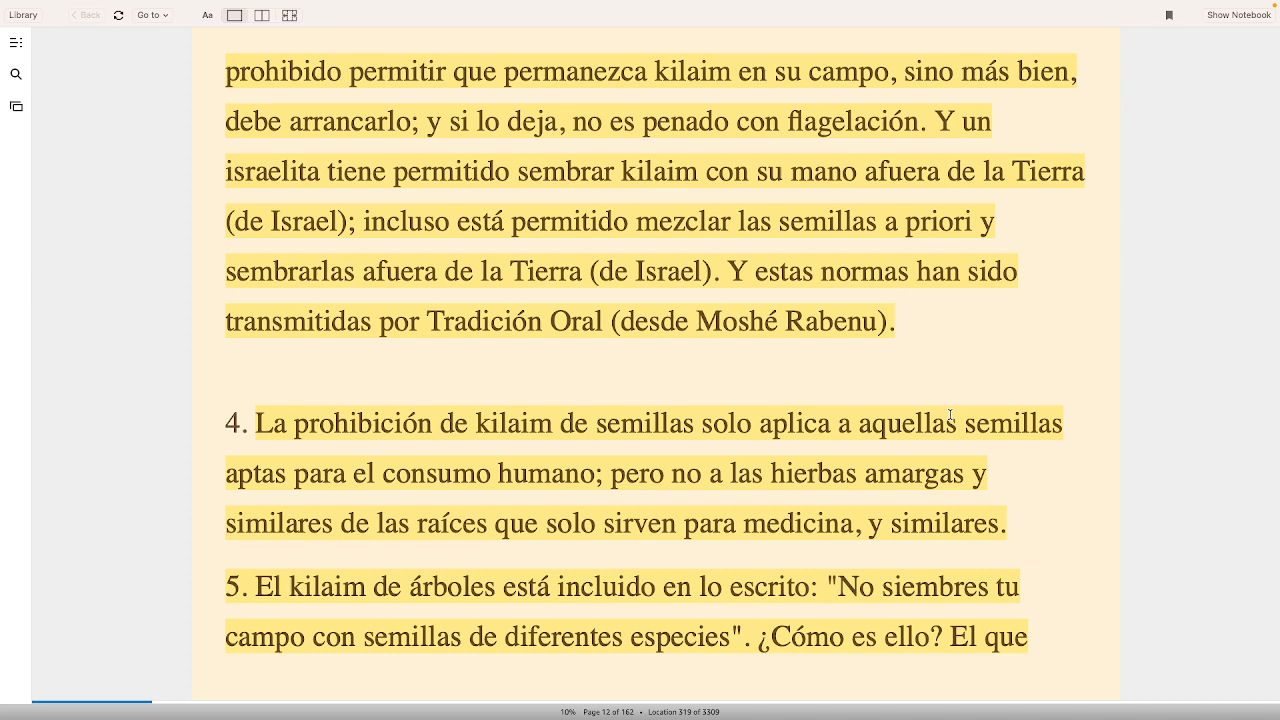 Library
Back
Go to
Aa
Show Notebook
prohibido permitir que permanezca kilaim en su campo, sino más bien,
debe arrancarlo; y si lo deja, no es penado con flagelación. Y un
israelita tiene permitido sembrar kilaim con su mano afuera de la Tierra
(de Israel); incluso está permitido mezclar las semillas a priori y
sembrarlas afuera de la Tierra (de Israel). Y estas normas han sido
transmitidas por Tradición Oral (desde Moshé Rabenu).
4. La prohibición de kilaim de semillas solo aplica a aquellas semillas
aptas para el consumo humano; pero no a las hierbas amargas y
similares de las raíces que solo sirven para medicina, y similares.
5. El kilaim de árboles está incluido en lo escrito: "No siembres tu
campo con semillas de diferentes especies". ¿Cómo es ello? El que
10% Page 12 of 162 • Location 319 of 3309